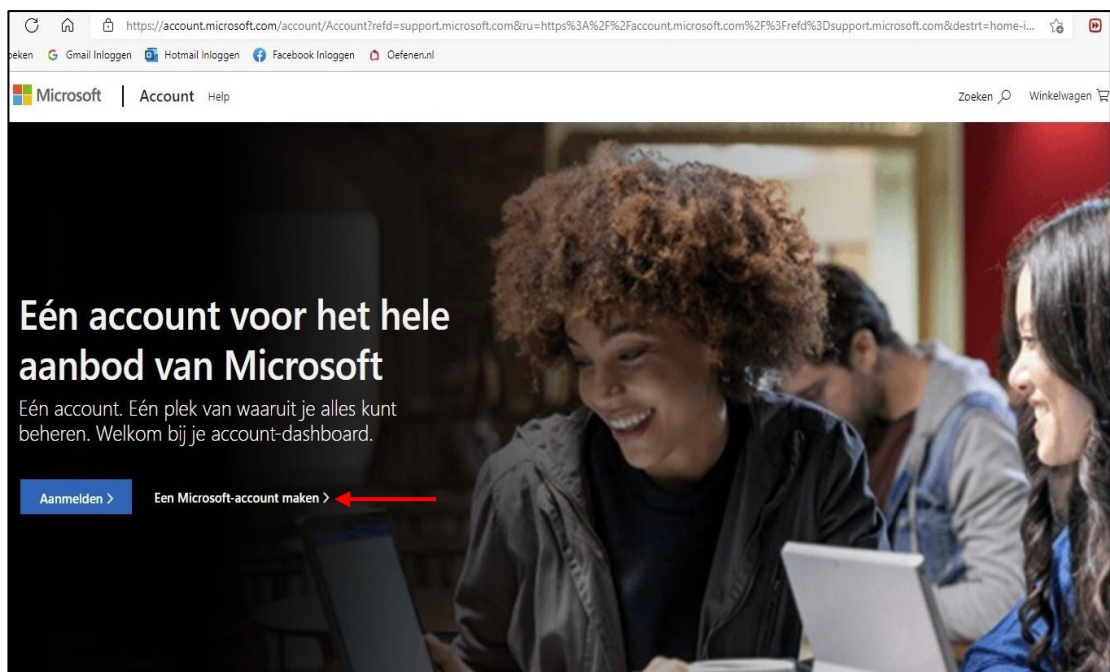 https://account.microsoft.com/account/Account?refd=support.microsoft.com&ru=https%3A%2F%2Faccount.microsoft.com%2F%3Frefd%3Dsupport.microsoft.com&destrt=home-i...
eken Gmail Inloggen Hotmail Inloggen Facebook Inloggen Oefenen.nl
Microsoft Account Help Zoeken Winkelwagen
Eén account voor het hele
aanbod van Microsoft
Eén account. Eén plek van waaruit je alles kunt
beheren. Welkom bij je account-dashboard.
Aanmelden > Een Microsoft-account maken >